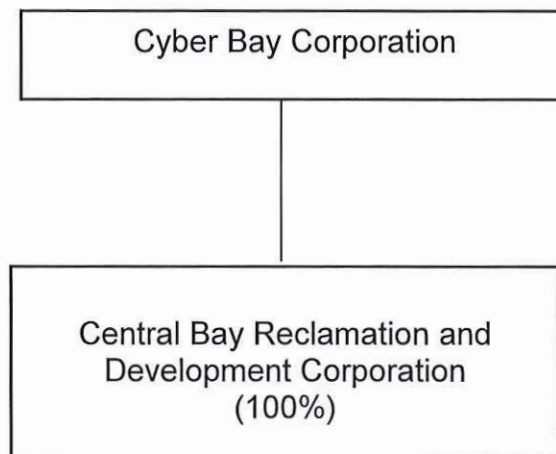 Cyber Bay Corporation
Central Bay Reclamation and
Development Corporation
(100%)